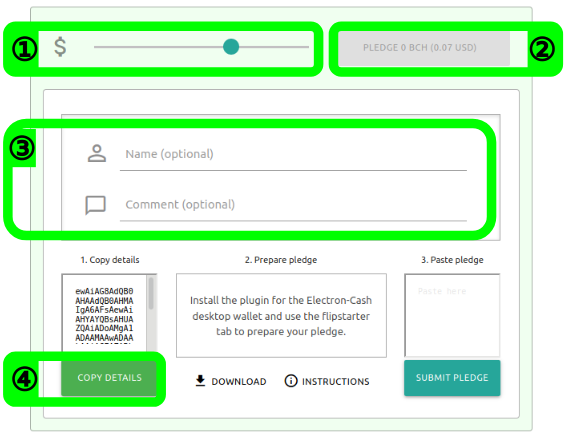 ① $ PLEDGE 0 BCH (0.07 USD) ②
③
Name (optional)
Comment (optional)
1. Copy details
2. Prepare pledge
3. Paste pledge
ewAiAG8AdQB0
AHAAdQB0AHMA
IgA6AFsAewAi
AHYAYQBsAHUA
ZQAiADoAMgA1
ADAAMAAwADAA
Install the plugin for the Electron-Cash
desktop wallet and use the flipstarter
tab to prepare your pledge.
Paste here
④ COPY DETAILS
DOWNLOAD
INSTRUCTIONS
SUBMIT PLEDGE